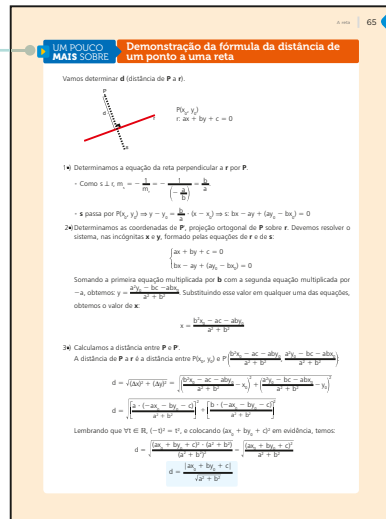 A reta
65
UM POUCO
MAIS SOBRE
Demonstração da fórmula da distância de
um ponto a uma reta
Vamos determinar d (distância de P a r).
P
d
r
s
P(x₀, y₀)
r: ax + by + c = 0
1º) Determinamos a equação da reta perpendicular a r por P.
• Como s ⊥ r, mₛ = − 1/mᵣ = − 1/(− a/b) = b/a.
• s passa por P(x₀, y₀) ⇒ y − y₀ = b/a · (x − x₀) ⇒ s: bx − ay + (ay₀ − bx₀) = 0
2º) Determinamos as coordenadas de P', projeção ortogonal de P sobre r. Devemos resolver o
sistema, nas incógnitas x e y, formado pelas equações de r e de s:
ax + by + c = 0
bx − ay + (ay₀ − bx₀) = 0
Somando a primeira equação multiplicada por b com a segunda equação multiplicada por
−a, obtemos: y = (a²y₀ − bc − abx₀)/(a² + b²). Substituindo esse valor em qualquer uma das equações,
obtemos o valor de x:
x = (b²x₀ − ac − aby₀)/(a² + b²)
3º) Calculamos a distância entre P e P'.
A distância de P a r é a distância entre P(x₀, y₀) e P'((b²x₀ − ac − aby₀)/(a² + b²), (a²y₀ − bc − abx₀)/(a² + b²))
d = √((Δx)² + (Δy)²) = √(((b²x₀ − ac − aby₀)/(a² + b²) − x₀)² + ((a²y₀ − bc − abx₀)/(a² + b²) − y₀)²)
d = √([a · (−ax₀ − by₀ − c)/(a² + b²)]² + [b · (−ax₀ − by₀ − c)/(a² + b²)]²)
Lembrando que ∀t ∈ ℝ, (−t)² = t², e colocando (ax₀ + by₀ + c)² em evidência, temos:
d = √((ax₀ + by₀ + c)² · (a² + b²)/(a² + b²)²) = √((ax₀ + by₀ + c)²/(a² + b²))
d = |ax₀ + by₀ + c|/√(a² + b²)